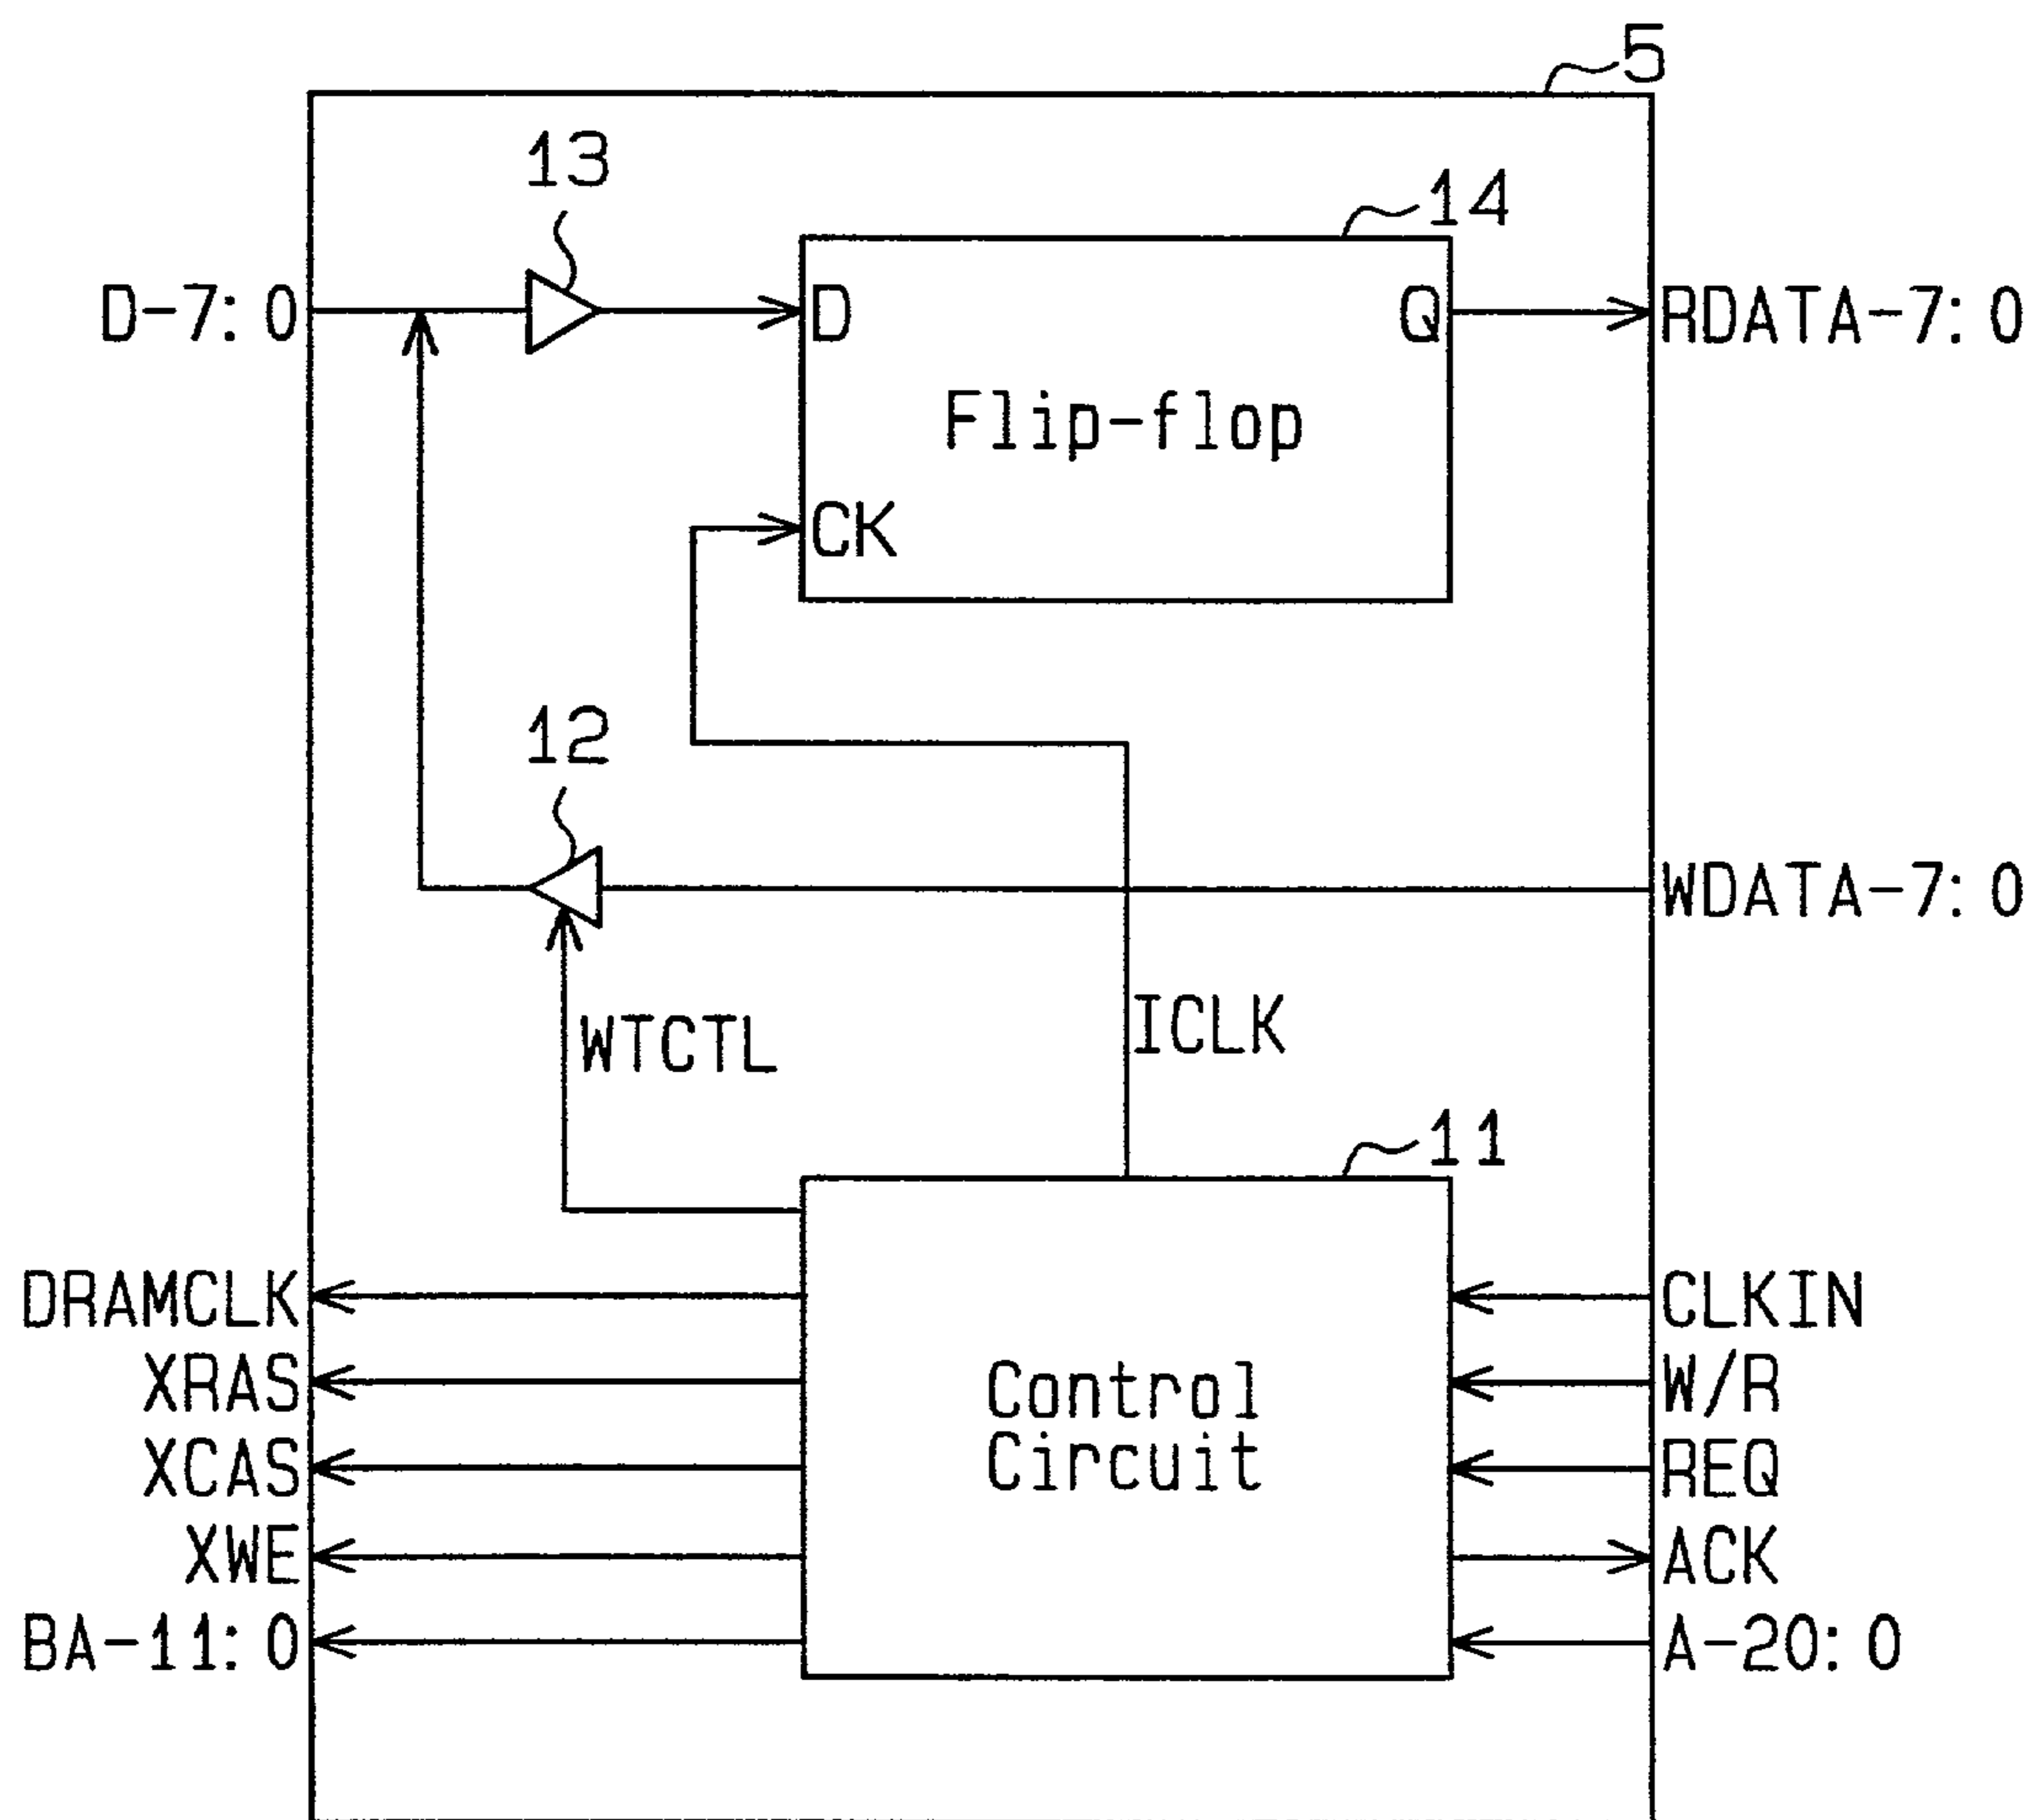 5
13
14
D-7:0
D
Q
RDATA-7:0
Flip-flop
CK
12
WDATA-7:0
WTCTL
ICLK
11
DRAMCLK
CLKIN
XRAS
W/R
Control
Circuit
XCAS
REQ
XWE
ACK
BA-11:0
A-20:0